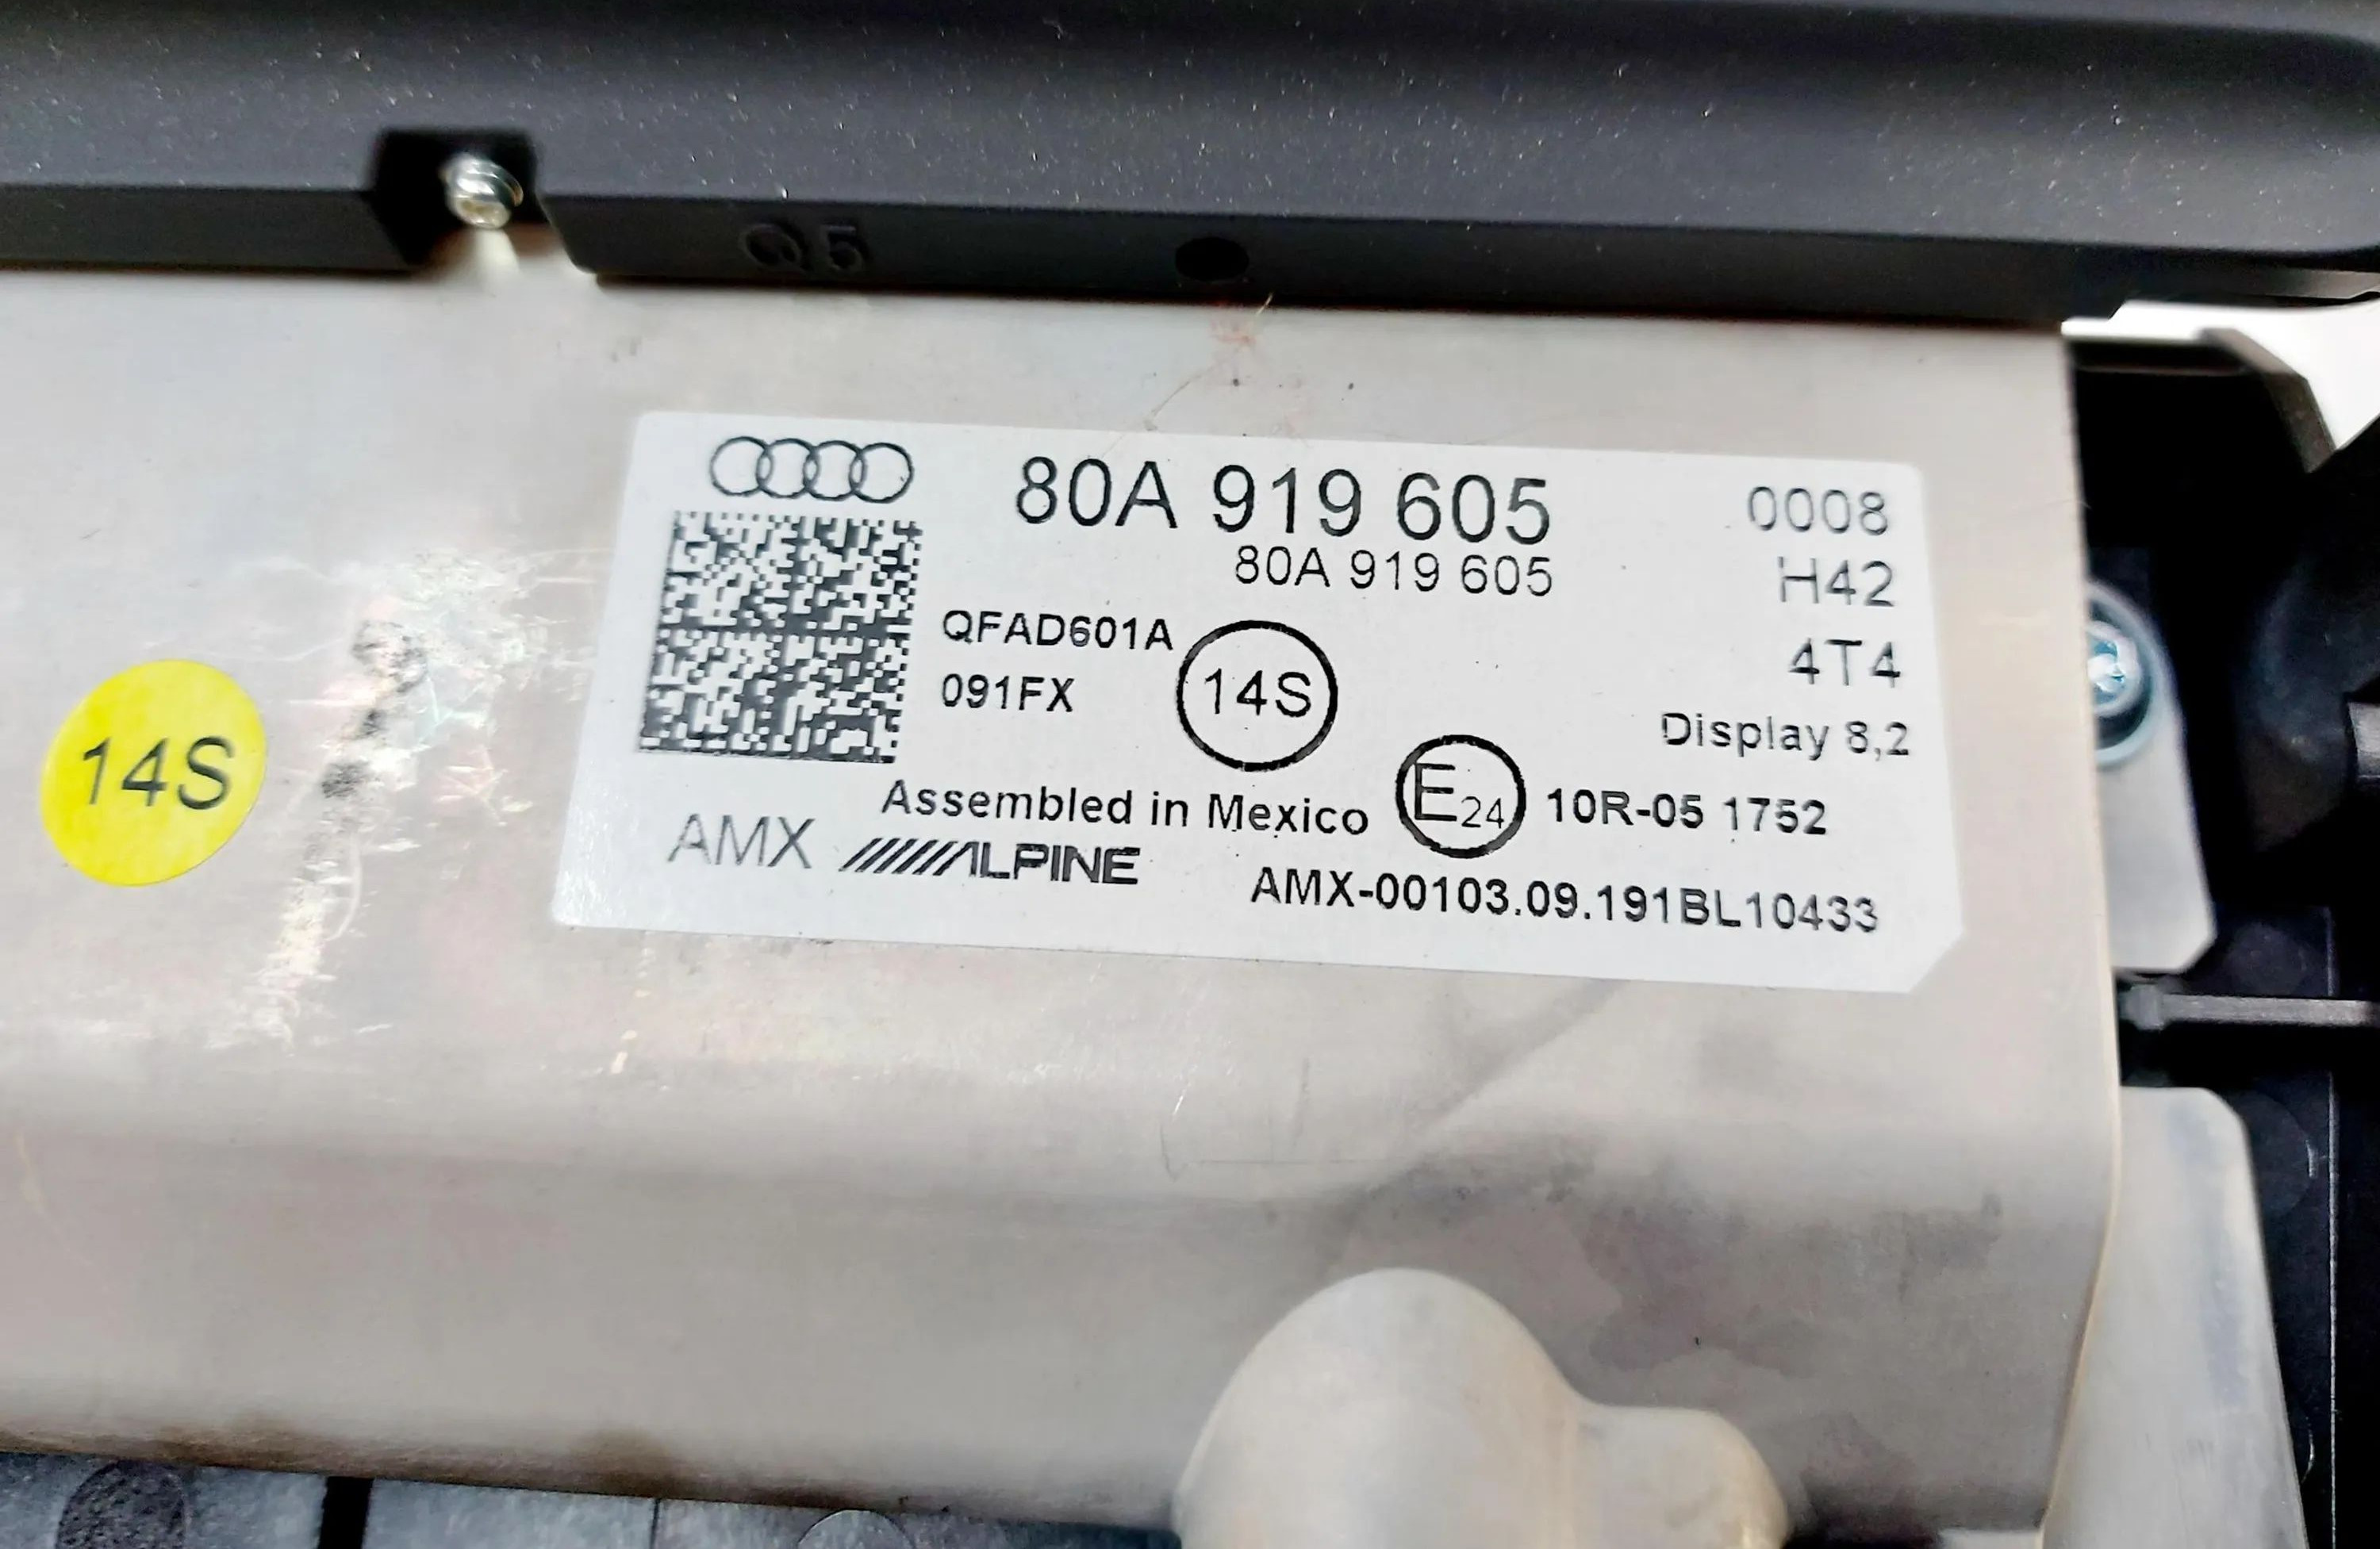 Q5
80A 919 605
0008
80A 919 605
H42
QFAD601A
4T4
091FX
14S
Display 8,2
14S
Assembled in Mexico
E24
10R-05 1752
AMX
ALPINE
AMX-00103.09.191BL10433